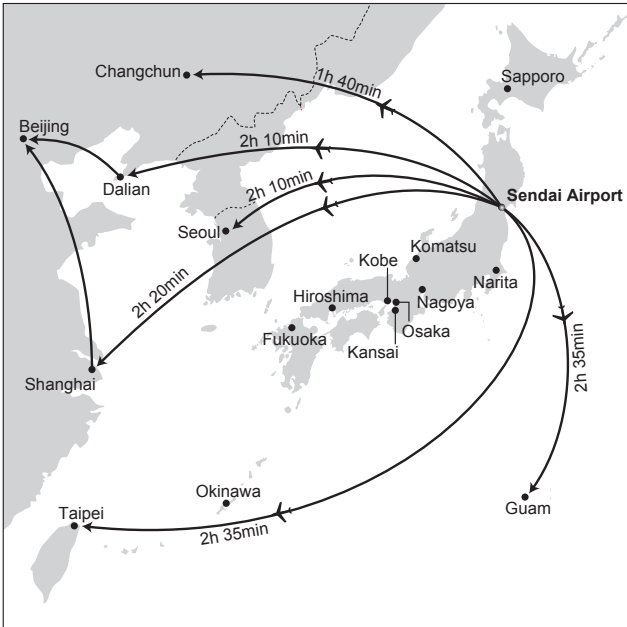 Changchun
1h 40min
Sapporo
Beijing
2h 10min
Dalian
2h 10min
Sendai Airport
Seoul
Komatsu
Kobe
Narita
2h 20min
Hiroshima
Nagoya
Fukuoka
Osaka
Kansai
2h 35min
Shanghai
Okinawa
Guam
Taipei
2h 35min